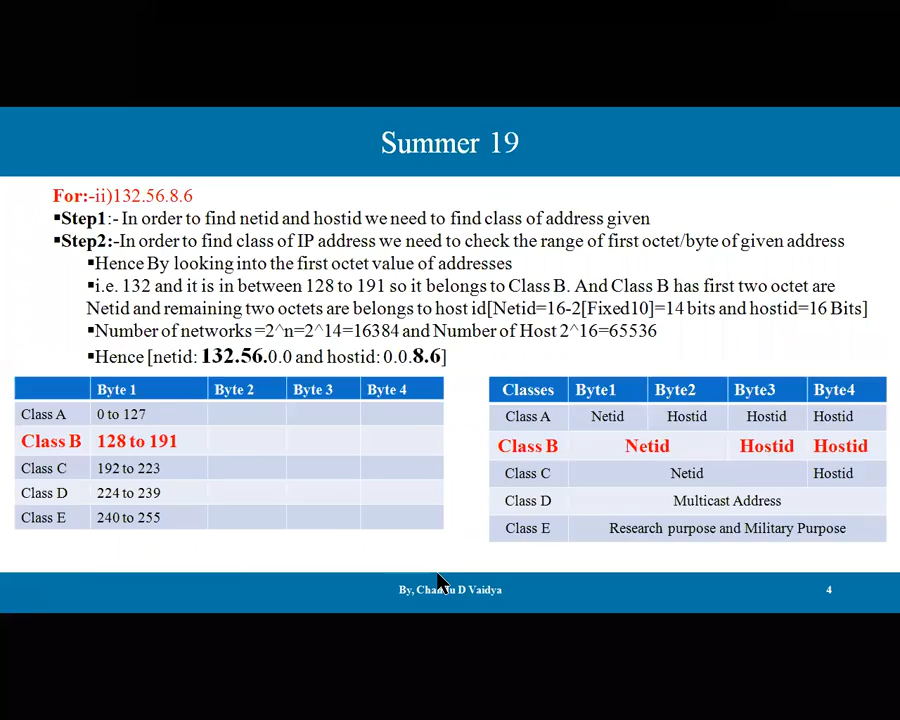 Summer 19
For:-ii)132.56.8.6
▪Step1:- In order to find netid and hostid we need to find class of address given
▪Step2:-In order to find class of IP address we need to check the range of first octet/byte of given address
▪Hence By looking into the first octet value of addresses
▪i.e. 132 and it is in between 128 to 191 so it belongs to Class B. And Class B has first two octet are
Netid and remaining two octets are belongs to host id[Netid=16-2[Fixed10]=14 bits and hostid=16 Bits]
▪Number of networks =2^n=2^14=16384 and Number of Host 2^16=65536
▪Hence [netid: 132.56.0.0 and hostid: 0.0.8.6]
Byte 1 Byte 2 Byte 3 Byte 4
Class A 0 to 127
Class B 128 to 191
Class C 192 to 223
Class D 224 to 239
Class E 240 to 255
Classes Byte1 Byte2 Byte3 Byte4
Class A Netid Hostid Hostid Hostid
Class B Netid Hostid Hostid
Class C Netid Hostid
Class D Multicast Address
Class E Research purpose and Military Purpose
By, D Vaidya
4